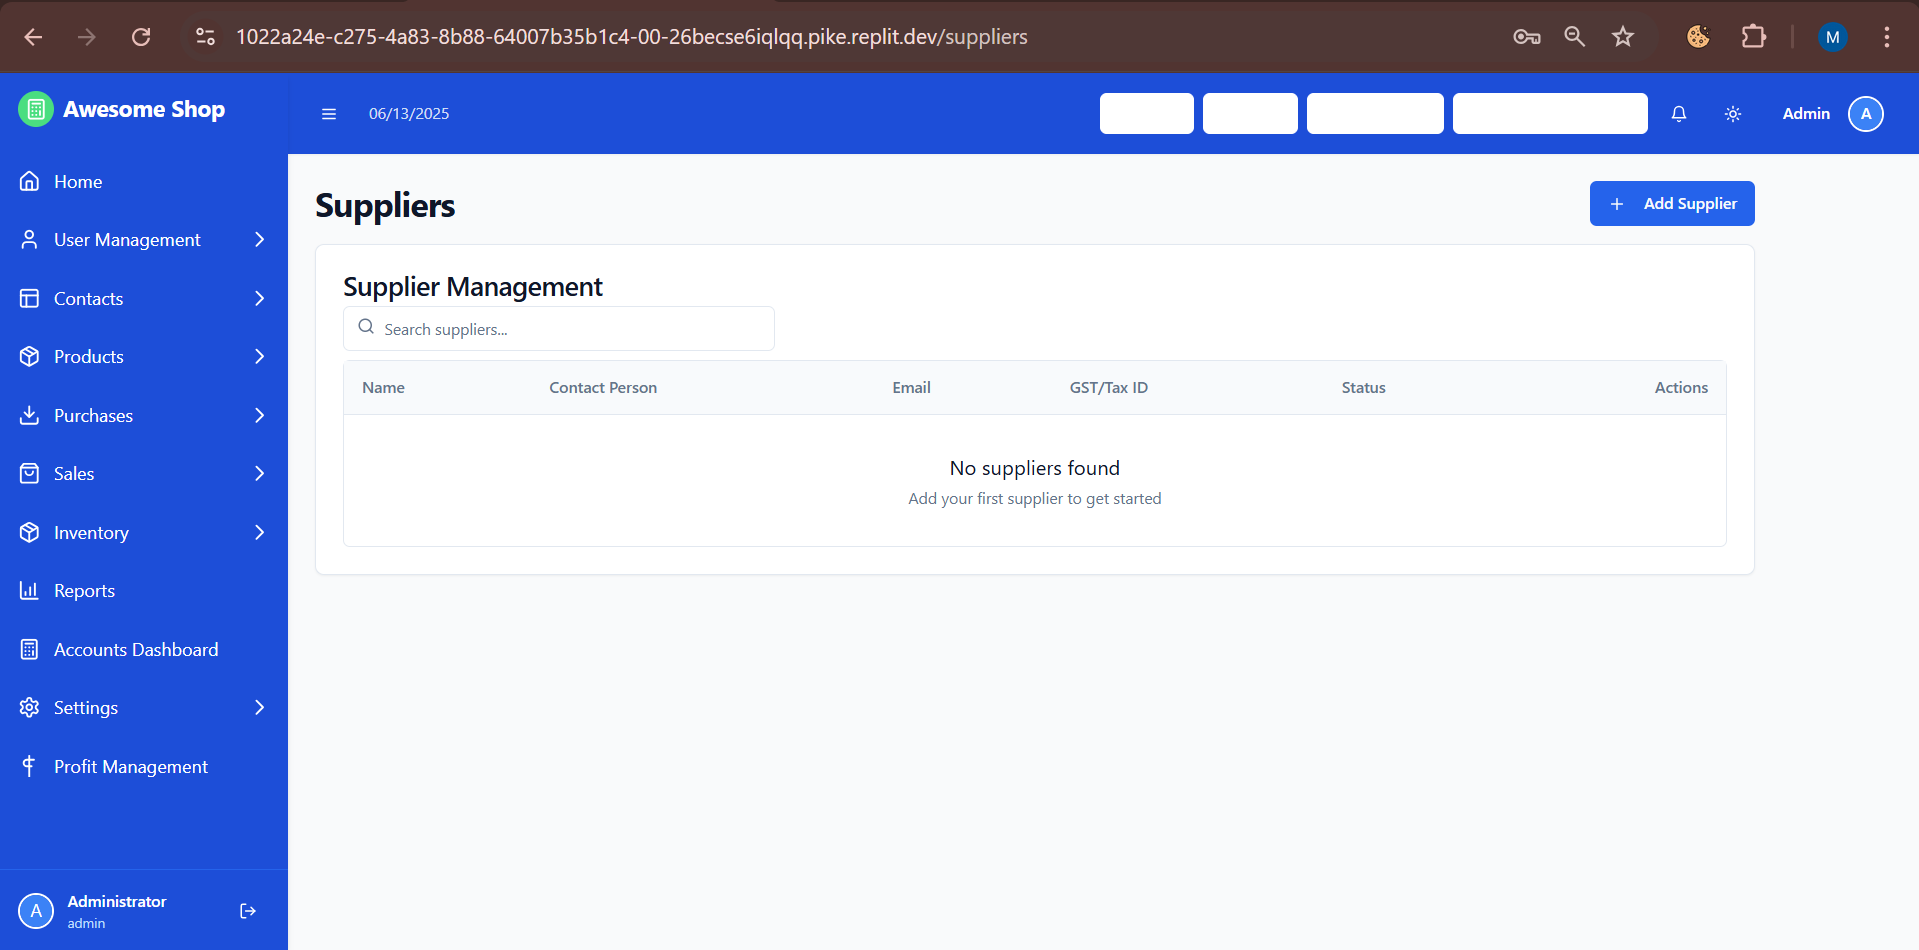 1022a24e-c275-4a83-8b88-64007b35b1c4-00-26becse6iqlqq.pike.replit.dev/suppliers
M
Awesome Shop
06/13/2025
Admin
A
Home
User Management
Contacts
Products
Purchases
Sales
Inventory
Reports
Accounts Dashboard
Settings
Profit Management
A
Administrator
admin
Suppliers
Add Supplier
Supplier Management
Search suppliers...
Name Contact Person Email GST/Tax ID Status Actions
No suppliers found
Add your first supplier to get started